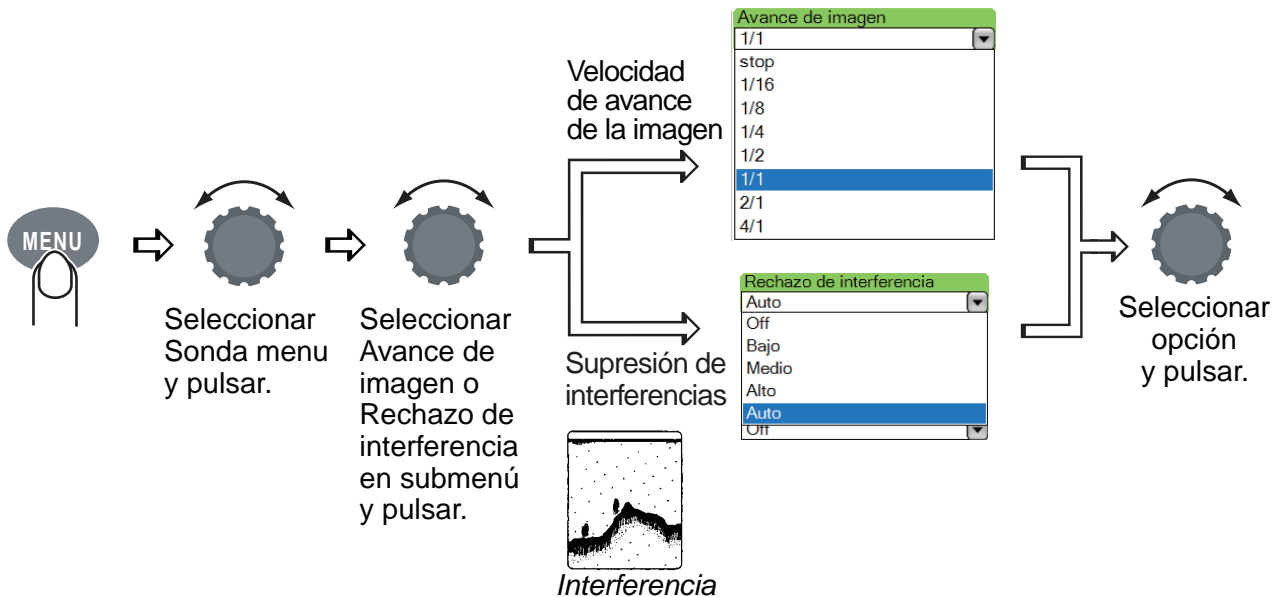 MENU
Seleccionar
Sonda menu
y pulsar.
Seleccionar
Avance de
imagen o
Rechazo de
interferencia
en submenú
y pulsar.
Velocidad
de avance
de la imagen
Avance de imagen
1/1
stop
1/16
1/8
1/4
1/2
1/1
2/1
4/1
Supresión de
interferencias
Interferencia
Rechazo de interferencia
Auto
Off
Bajo
Medio
Alto
Auto
Off
Seleccionar
opción
y pulsar.